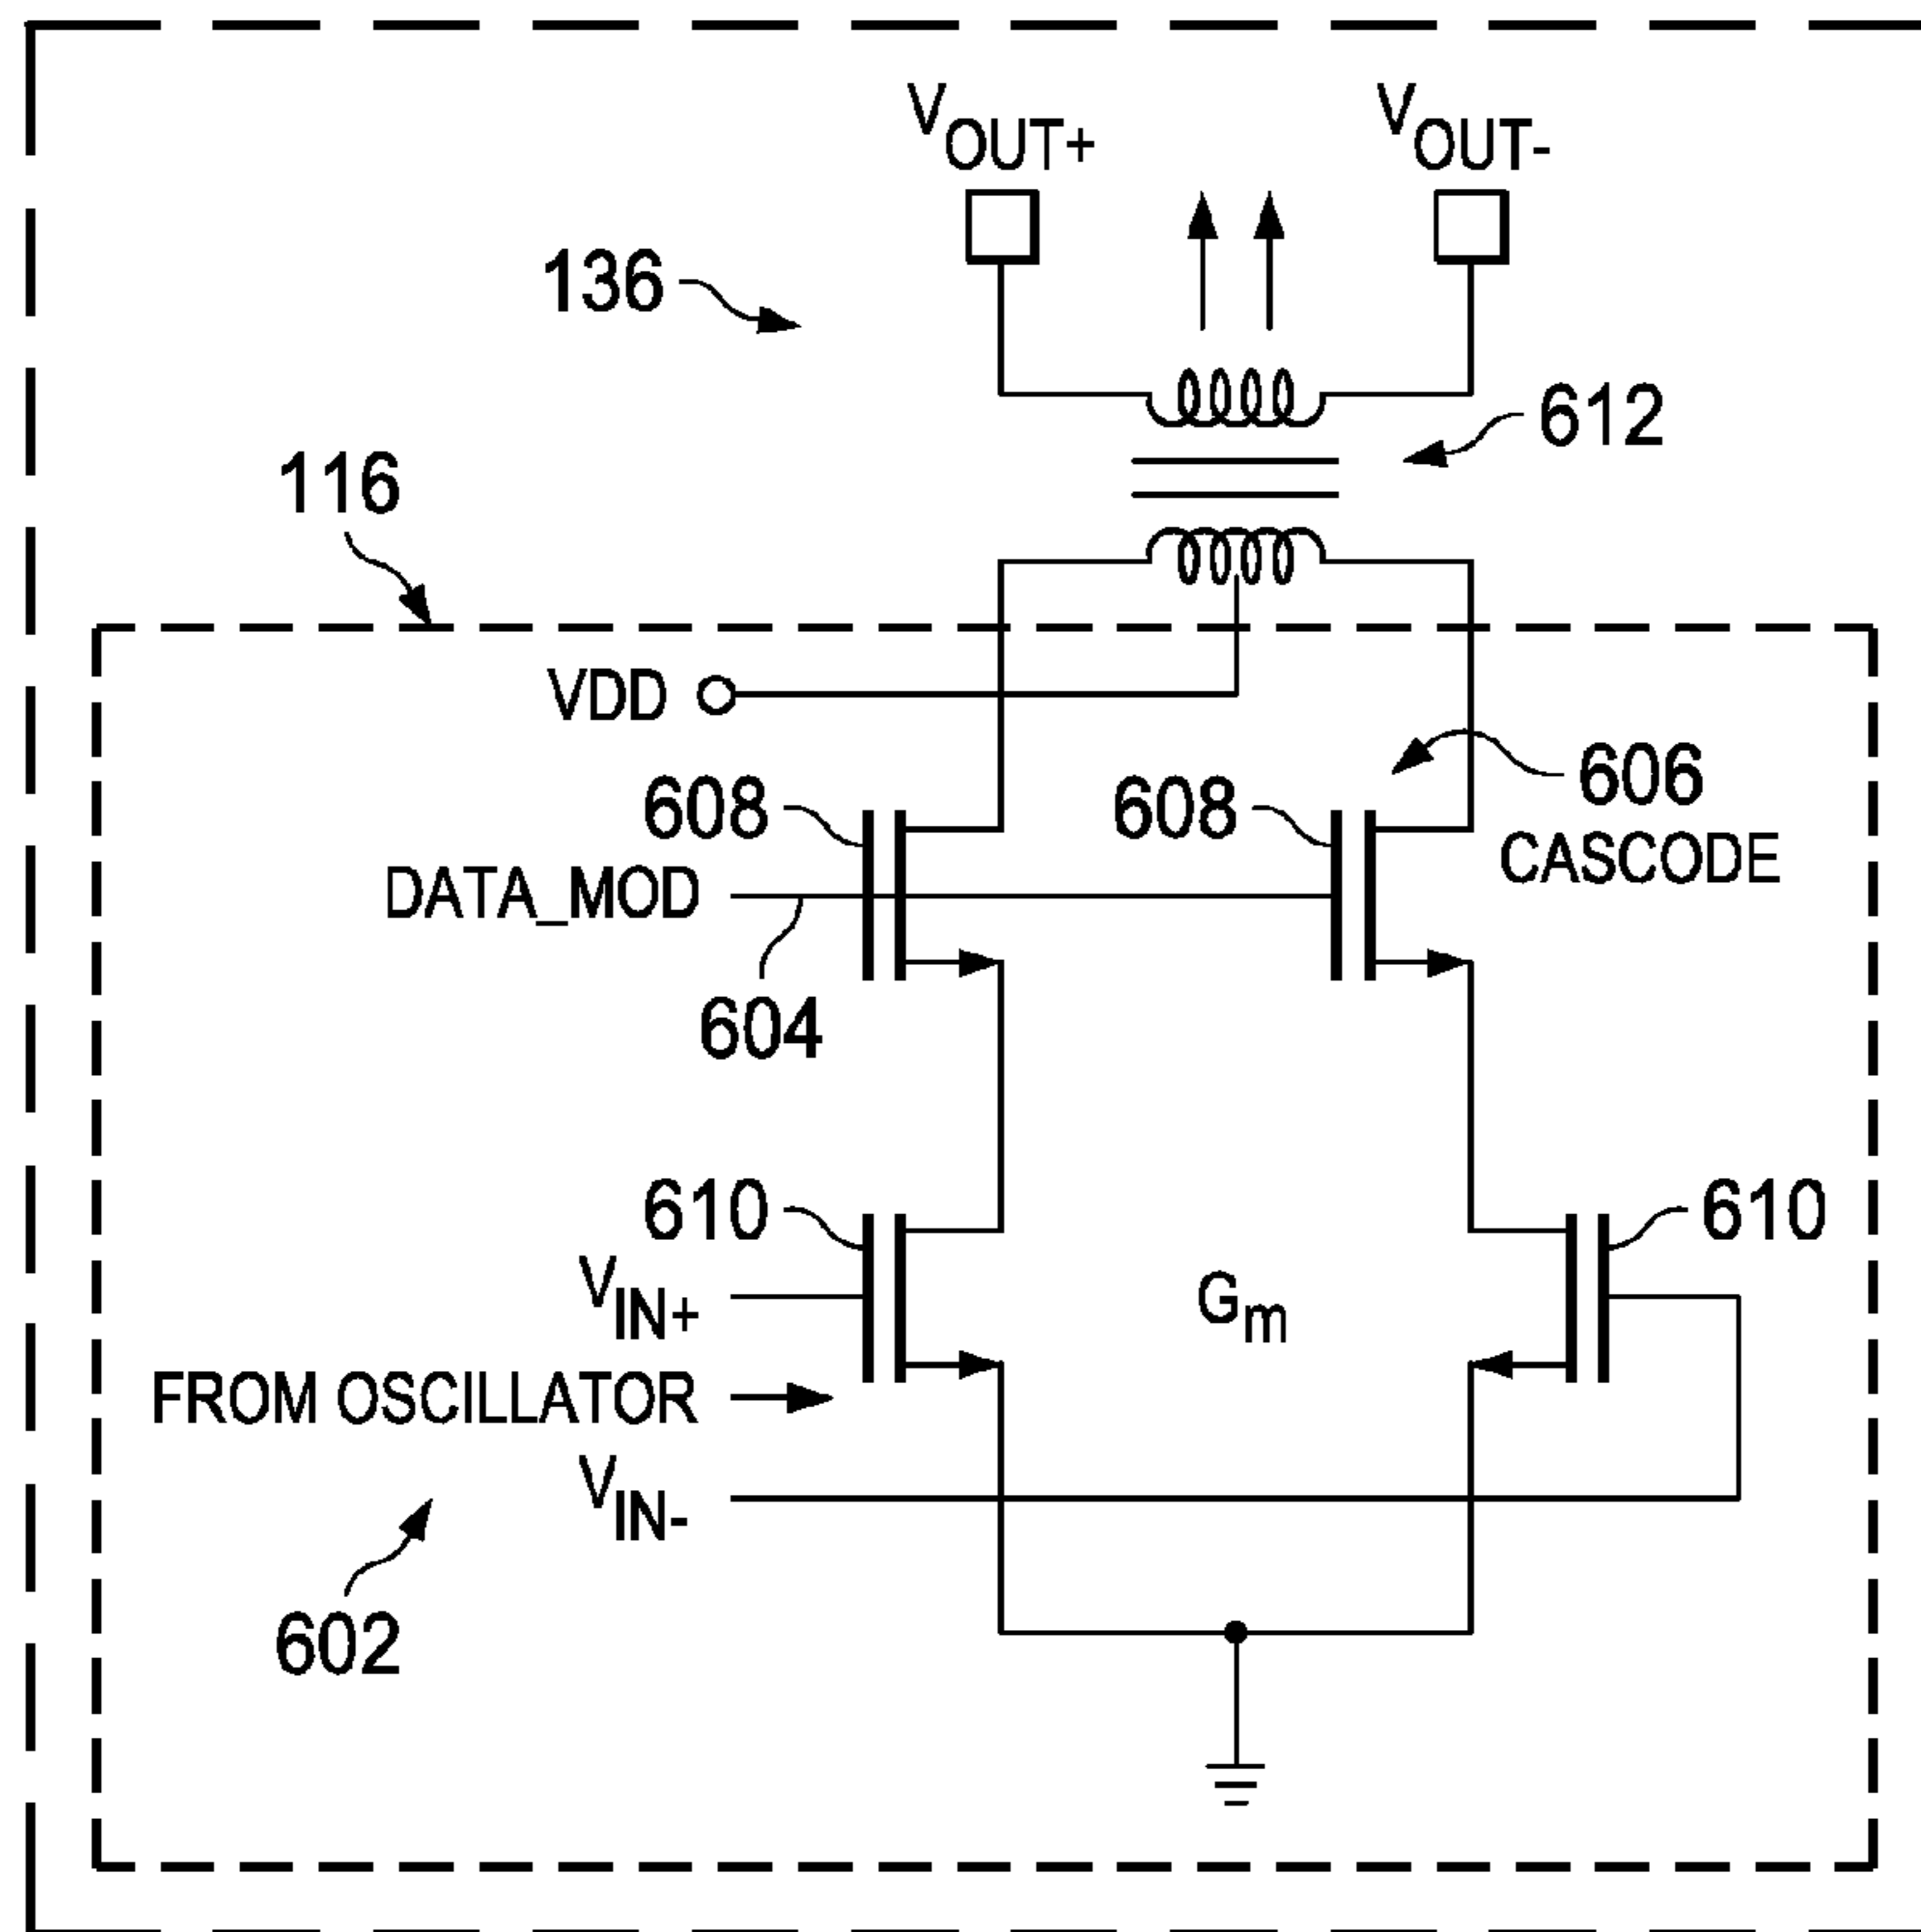 VOUT+ VOUT-
136
612
116
VDD
606
CASCODE
608 608
DATA_MOD
604
610 610
VIN+
Gm
FROM OSCILLATOR
VIN-
602